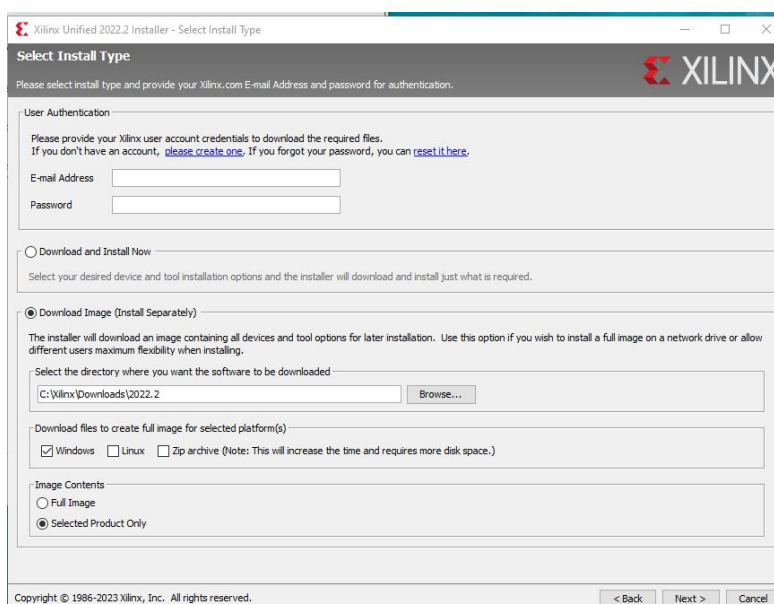 Xilinx Unified 2022.2 Installer - Select Install Type
Select Install Type
XILINX
Please select install type and provide your Xilinx.com E-mail Address and password for authentication.
User Authentication
Please provide your Xilinx user account credentials to download the required files.
If you don't have an account, please create one. If you forgot your password, you can reset it here.
E-mail Address
Password
Download and Install Now
Select your desired device and tool installation options and the installer will download and install just what is required.
Download Image (Install Separately)
The installer will download an image containing all devices and tool options for later installation. Use this option if you wish to install a full image on a network drive or allow
different users maximum flexibility when installing.
Select the directory where you want the software to be downloaded
C:\Xilinx\Downloads\2022.2
Browse...
Download files to create full image for selected platform(s)
Windows Linux Zip archive (Note: This will increase the time and requires more disk space.)
Image Contents
Full Image
Selected Product Only
Copyright © 1986-2023 Xilinx, Inc. All rights reserved.
< Back Next > Cancel